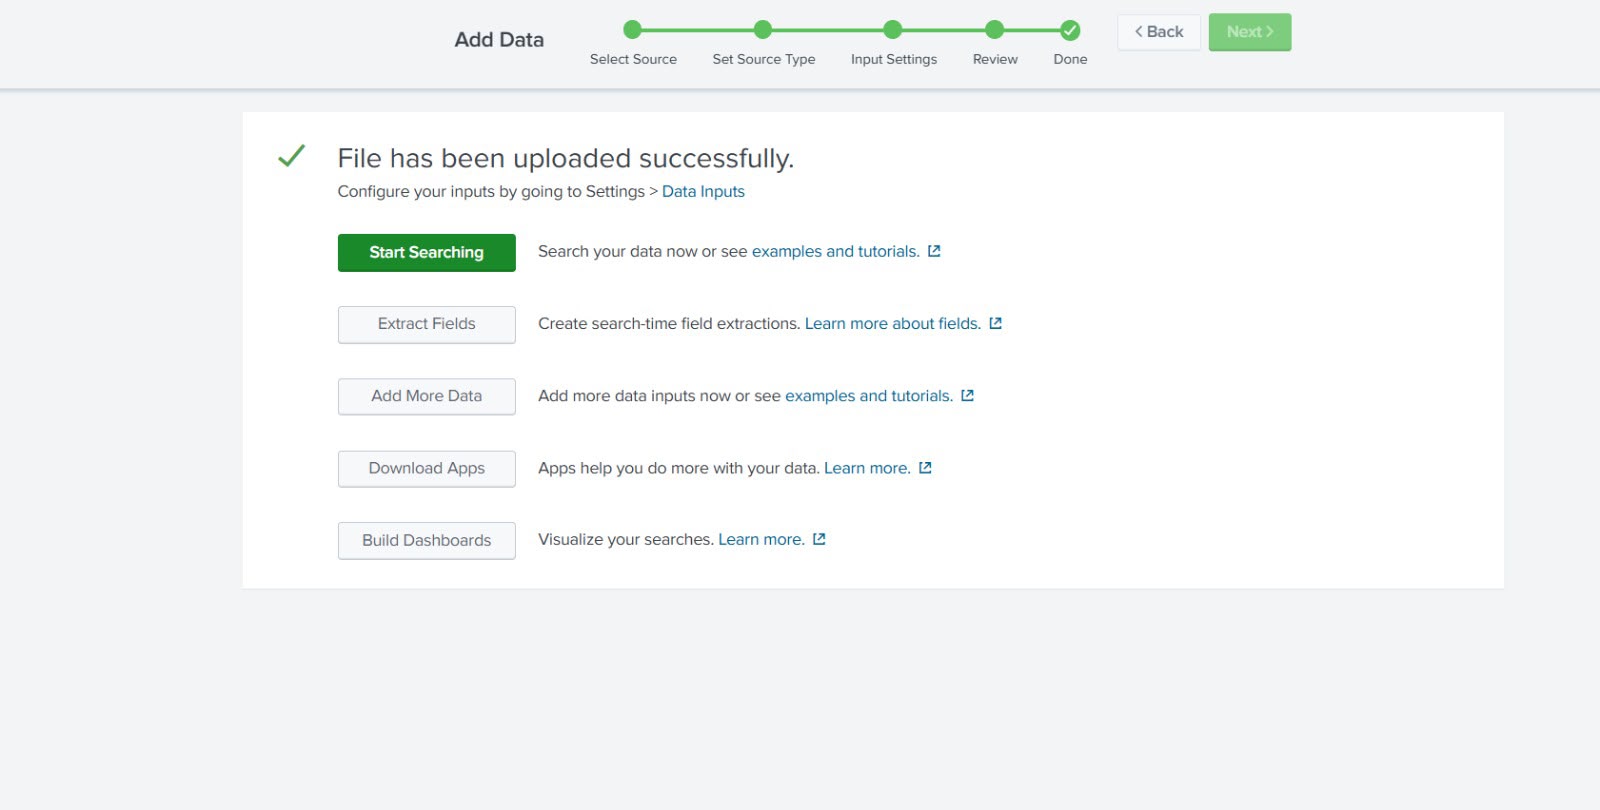 Add Data
Select Source
Set Source Type
Input Settings
Review
Done
< Back
Next >
File has been uploaded successfully.
Configure your inputs by going to Settings > Data Inputs
Start Searching
Search your data now or see examples and tutorials.
Extract Fields
Create search-time field extractions. Learn more about fields.
Add More Data
Add more data inputs now or see examples and tutorials.
Download Apps
Apps help you do more with your data. Learn more.
Build Dashboards
Visualize your searches. Learn more.